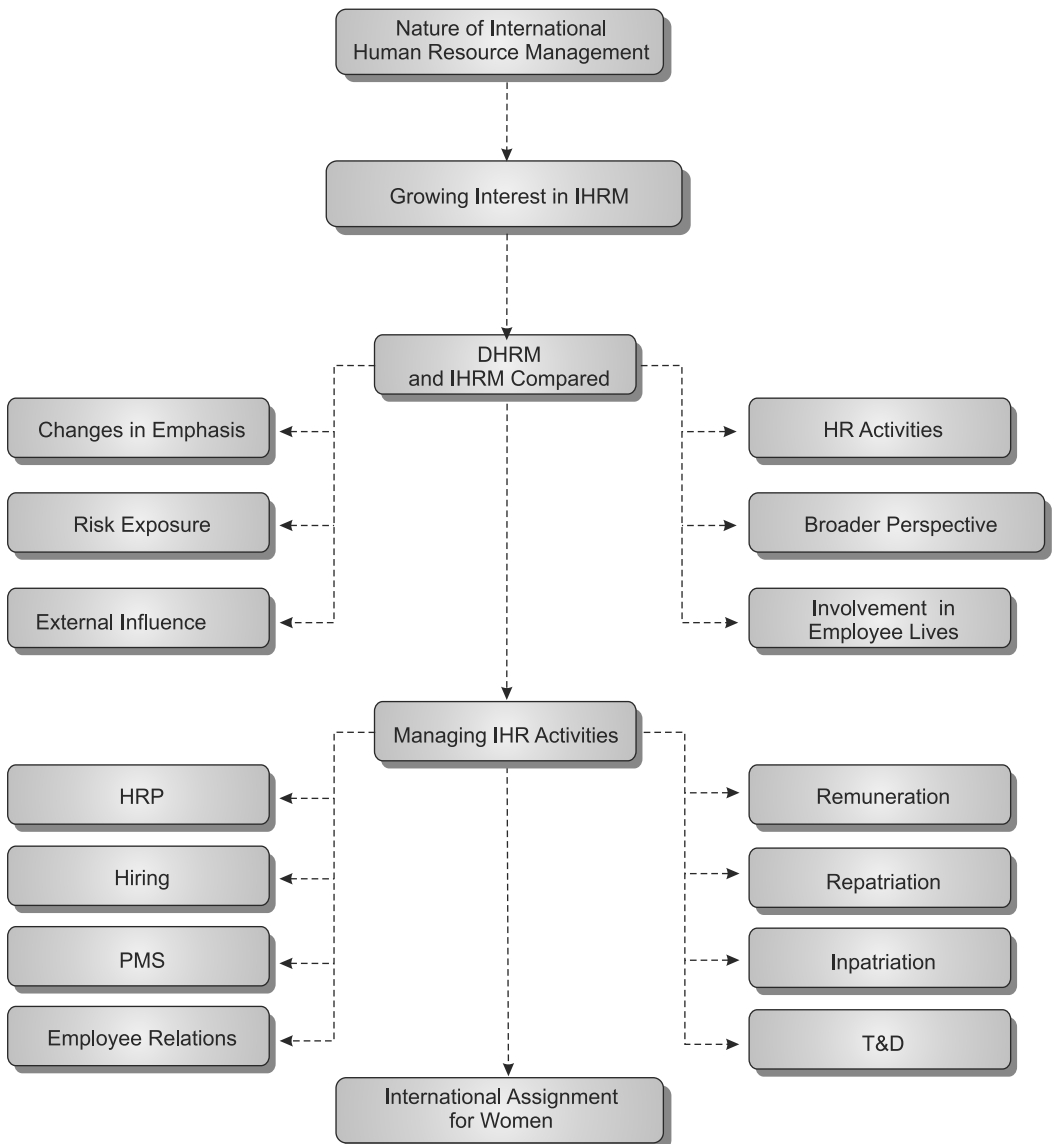 Nature of International
Human Resource Management
Growing Interest in IHRM
DHRM
and IHRM Compared
Changes in Emphasis
HR Activities
Risk Exposure
Broader Perspective
External Influence
Involvement in
Employee Lives
Managing IHR Activities
HRP
Remuneration
Hiring
Repatriation
PMS
Inpatriation
Employee Relations
T&D
International Assignment
for Women